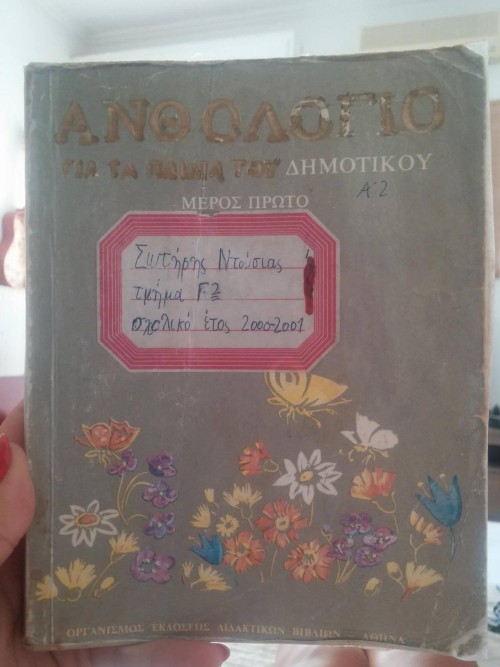 ΑΝΘΟΛΟΓΙΟ
ΓΙΑ ΤΑ ΠΑΙΔΙΑ ΤΟΥ ΔΗΜΟΤΙΚΟΥ
Α΄2
ΜΕΡΟΣ ΠΡΩΤΟ
Σωτήρης Ντούσιας
τμήμα Γ2
σχολικό έτος 2000-2001
ΟΡΓΑΝΙΣΜΟΣ ΕΚΔΟΣΕΩΣ ΔΙΔΑΚΤΙΚΩΝ ΒΙΒΛΙΩΝ ΑΘΗΝΑ